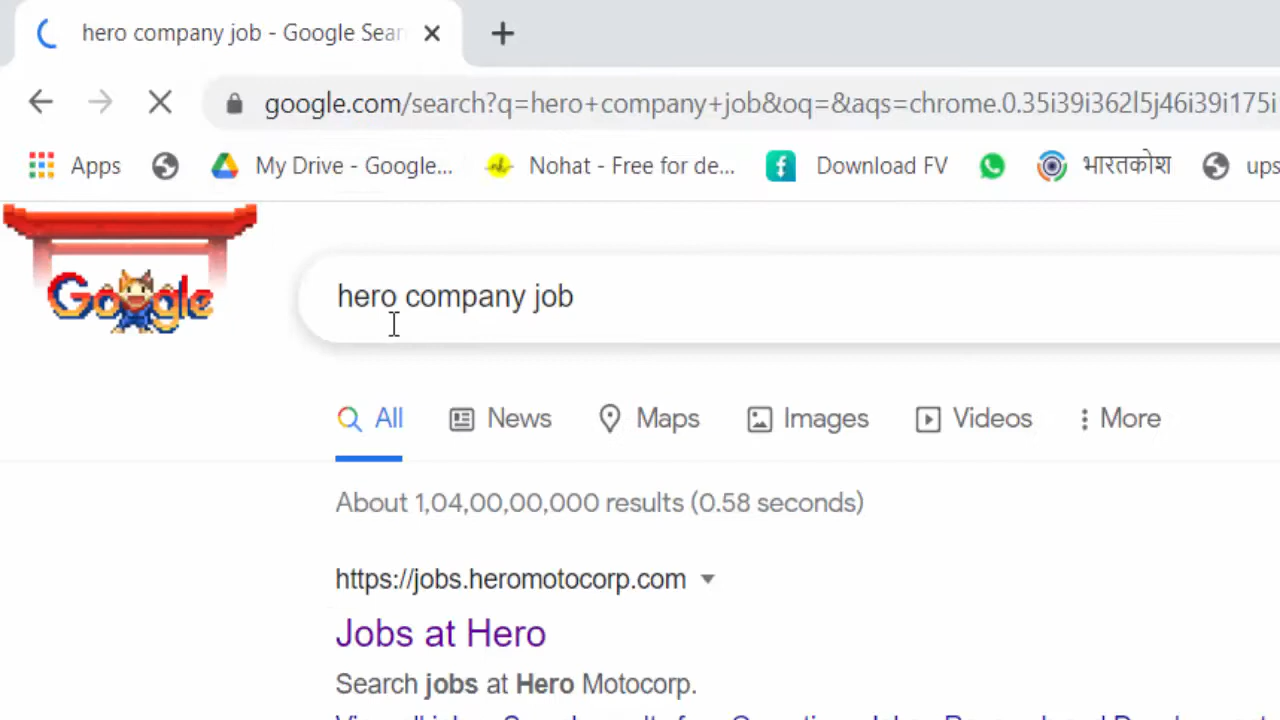 hero company job - Google Sear
google.com/search?q=hero+company+job&oq=&aqs=chrome.0.35i39i362l5j46i39i175i
Apps My Drive - Google... Nohat - Free for de... Download FV भारतकोश ups
Google
hero company job
All News Maps Images Videos More
About 1,04,00,00,000 results (0.58 seconds)
https://jobs.heromotocorp.com
Jobs at Hero
Search jobs at Hero Motocorp.